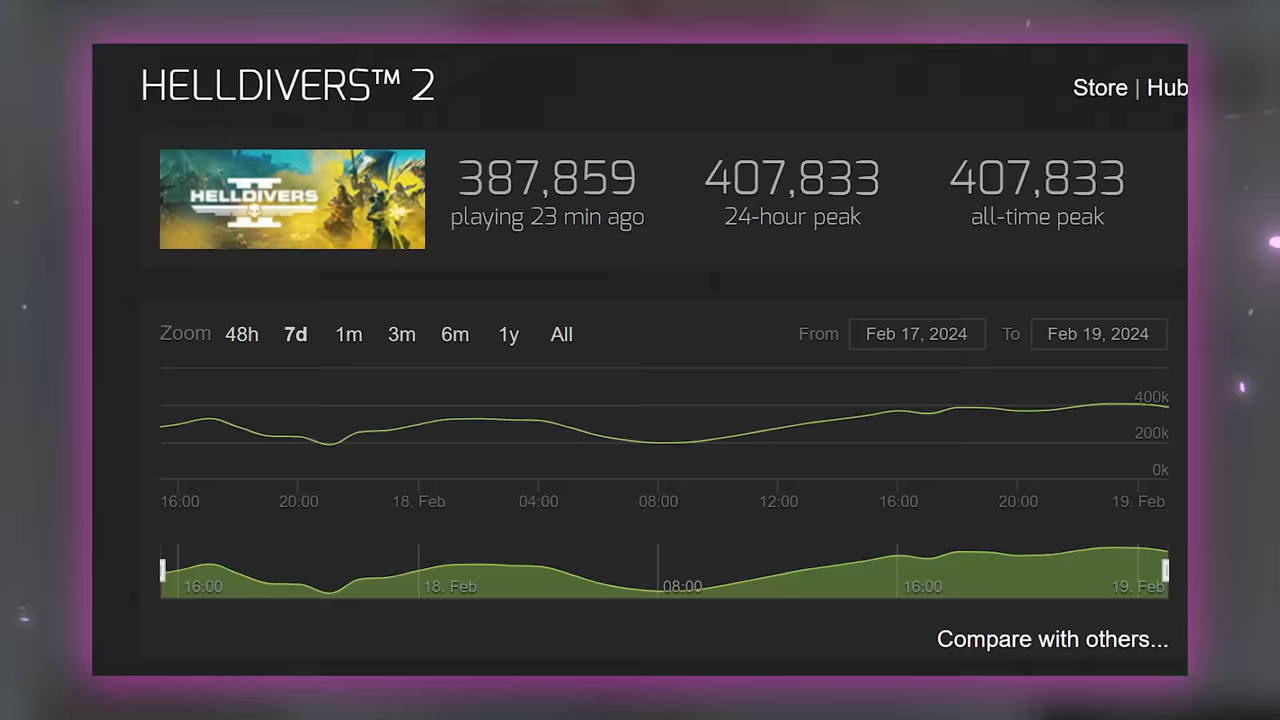 HELLDIVERS™ 2
Store | Hub
HELLDIVERS
II
387,859
407,833
407,833
playing 23 min ago
24-hour peak
all-time peak
Zoom 48h 7d 1m 3m 6m 1y All
From Feb 17, 2024 To Feb 19, 2024
400k
200k
0k
16:00 20:00 18. Feb 04:00 08:00 12:00 16:00 20:00 19. Feb
16:00 18. Feb 08:00 16:00 19. Feb
Compare with others...